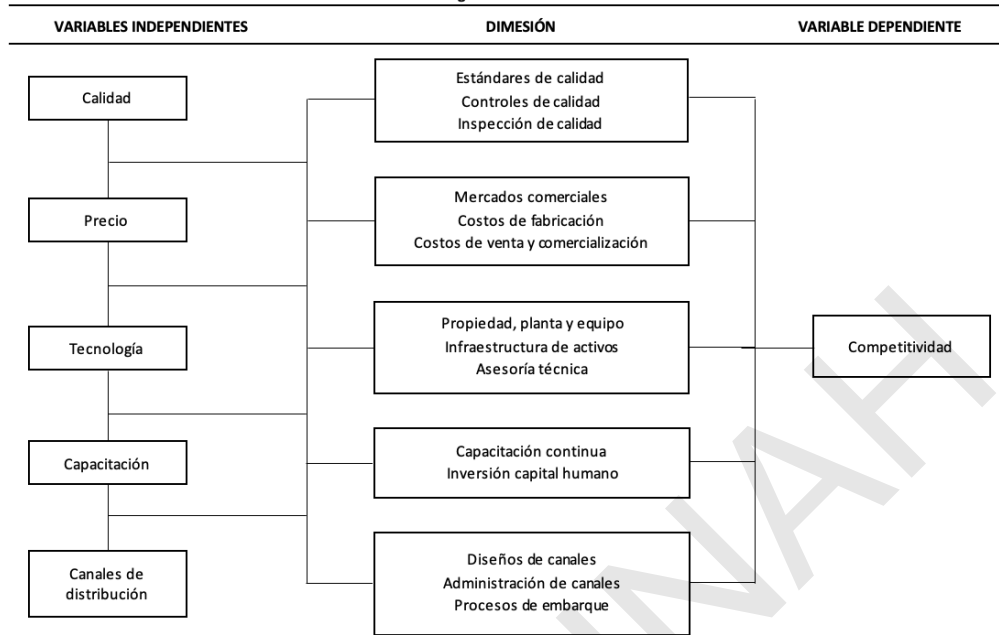 VARIABLES INDEPENDIENTES
DIMESIÓN
VARIABLE DEPENDIENTE
Calidad
Estándares de calidad
Controles de calidad
Inspección de calidad
Precio
Mercados comerciales
Costos de fabricación
Costos de venta y comercialización
Tecnología
Propiedad, planta y equipo
Infraestructura de activos
Asesoría técnica
Competitividad
Capacitación
Capacitación continua
Inversión capital humano
Canales de
distribución
Diseños de canales
Administración de canales
Procesos de embarque